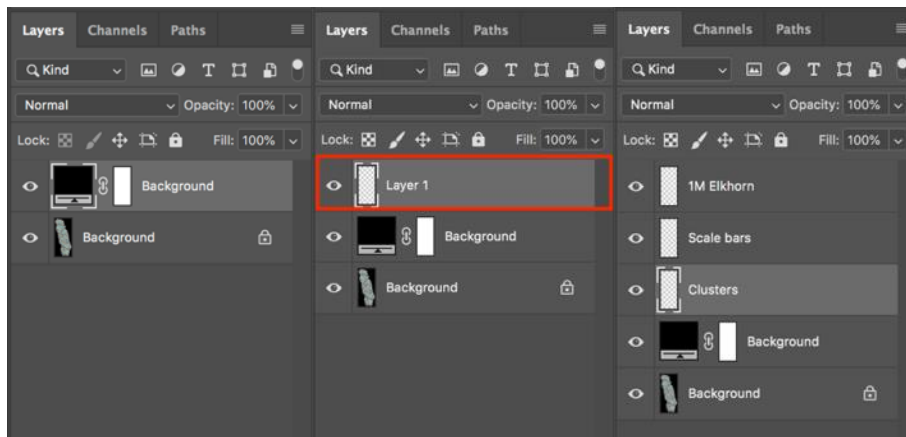 Layers Channels Paths
Kind T
Normal Opacity: 100%
Lock: Fill: 100%
Background
Background
Layers Channels Paths
Kind T
Normal Opacity: 100%
Lock: Fill: 100%
Layer 1
Background
Background
Layers Channels Paths
Kind T
Normal Opacity: 100%
Lock: Fill: 100%
1M Elkhorn
Scale bars
Clusters
Background
Background